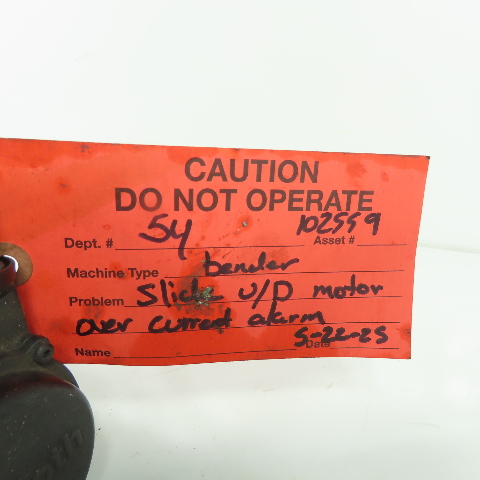 CAUTION
DO NOT OPERATE
Dept. # 54 Asset # 102559
Machine Type bender
Problem Slide u/D motor
over current alarm
Name Date 5-22-25